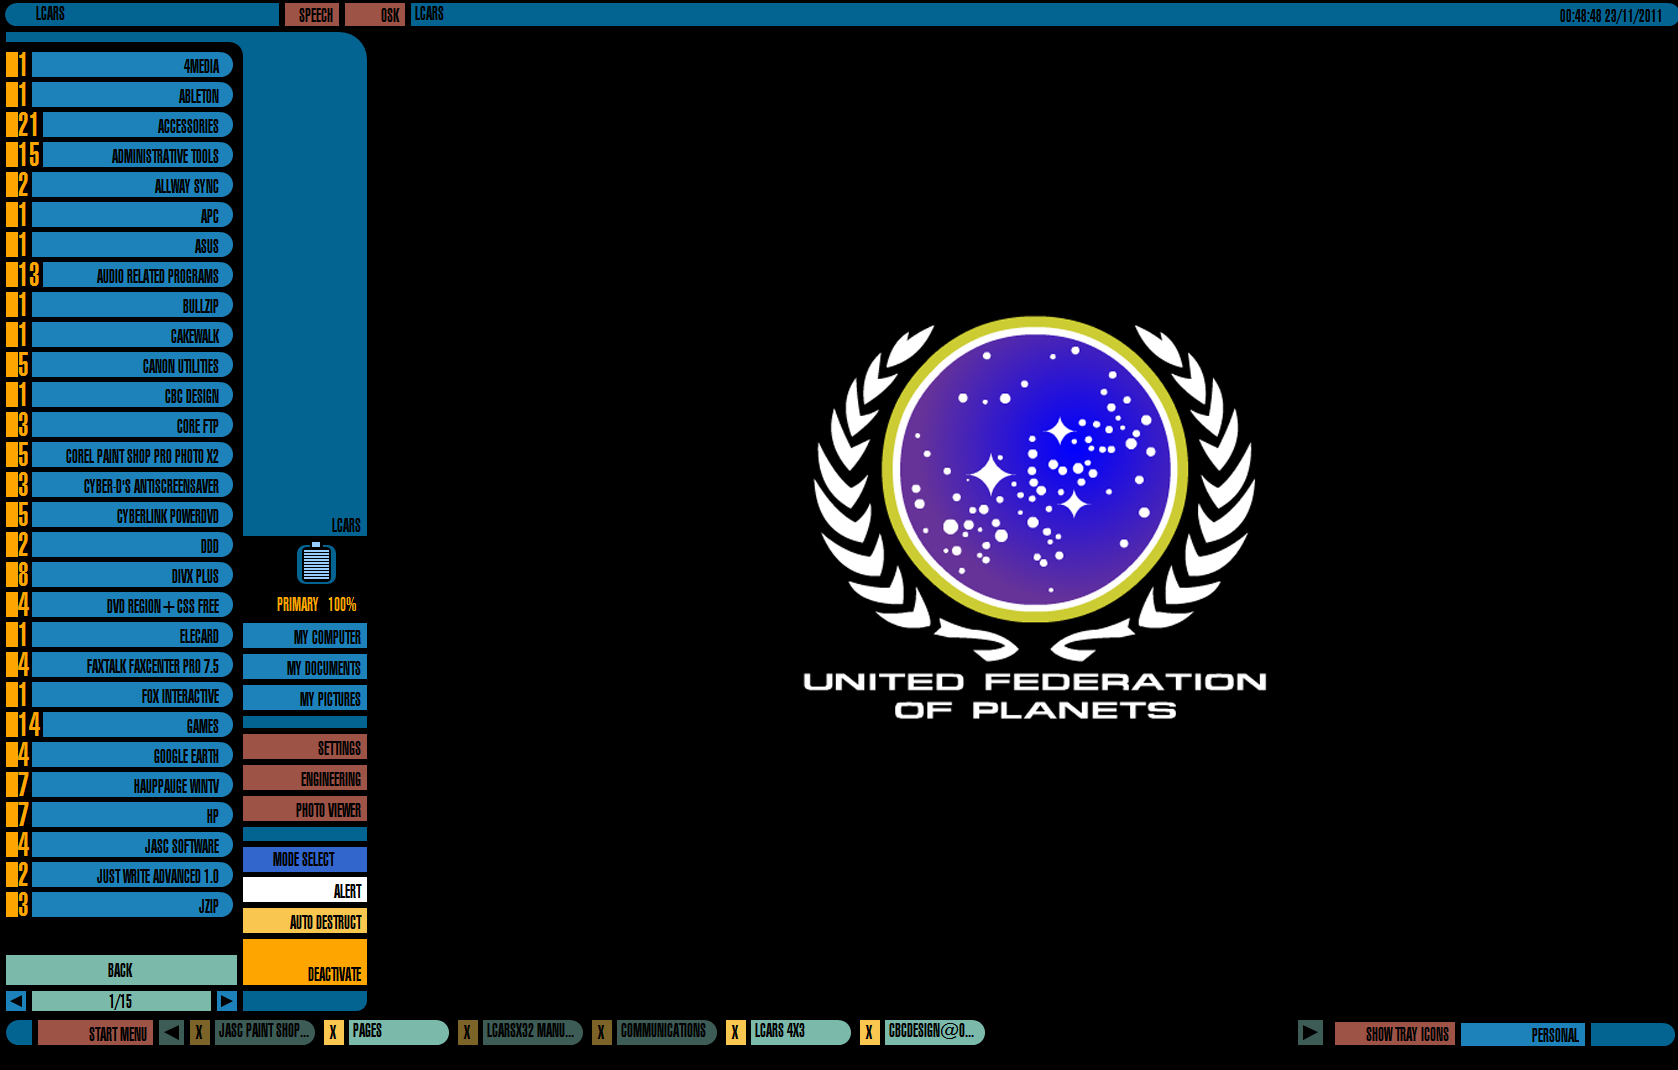 LCARS
SPEECH
OSK
LCARS
00:48:48 23/11/2011
1 4MEDIA
1 ABLETON
21 ACCESSORIES
15 ADMINISTRATIVE TOOLS
2 ALLWAY SYNC
1 APC
1 ASUS
13 AUDIO RELATED PROGRAMS
1 BULLZIP
1 CAKEWALK
5 CANON UTILITIES
1 CBC DESIGN
3 CORE FTP
5 COREL PAINT SHOP PRO PHOTO X2
3 CYBER-D'S ANTISCREENSAVER
5 CYBERLINK POWERDVD
2 DDD
8 DIVX PLUS
4 DVD REGION+CSS FREE
1 ELECARD
4 FAXTALK FAXCENTER PRO 7.5
1 FOX INTERACTIVE
14 GAMES
4 GOOGLE EARTH
7 HAUPPAUGE WINTV
7 HP
4 JASC SOFTWARE
2 JUST WRITE ADVANCED 1.0
3 JZIP
BACK
1/15
LCARS
PRIMARY 100%
MY COMPUTER
MY DOCUMENTS
MY PICTURES
SETTINGS
ENGINEERING
PHOTO VIEWER
MODE SELECT
ALERT
AUTO DESTRUCT
DEACTIVATE
UNITED FEDERATION
OF PLANETS
START MENU
X JASC PAINT SHOP...
X PAGES
X LCARSX32 MANU...
X COMMUNICATIONS
X LCARS 4X3
X CBCDESIGN@O...
SHOW TRAY ICONS
PERSONAL